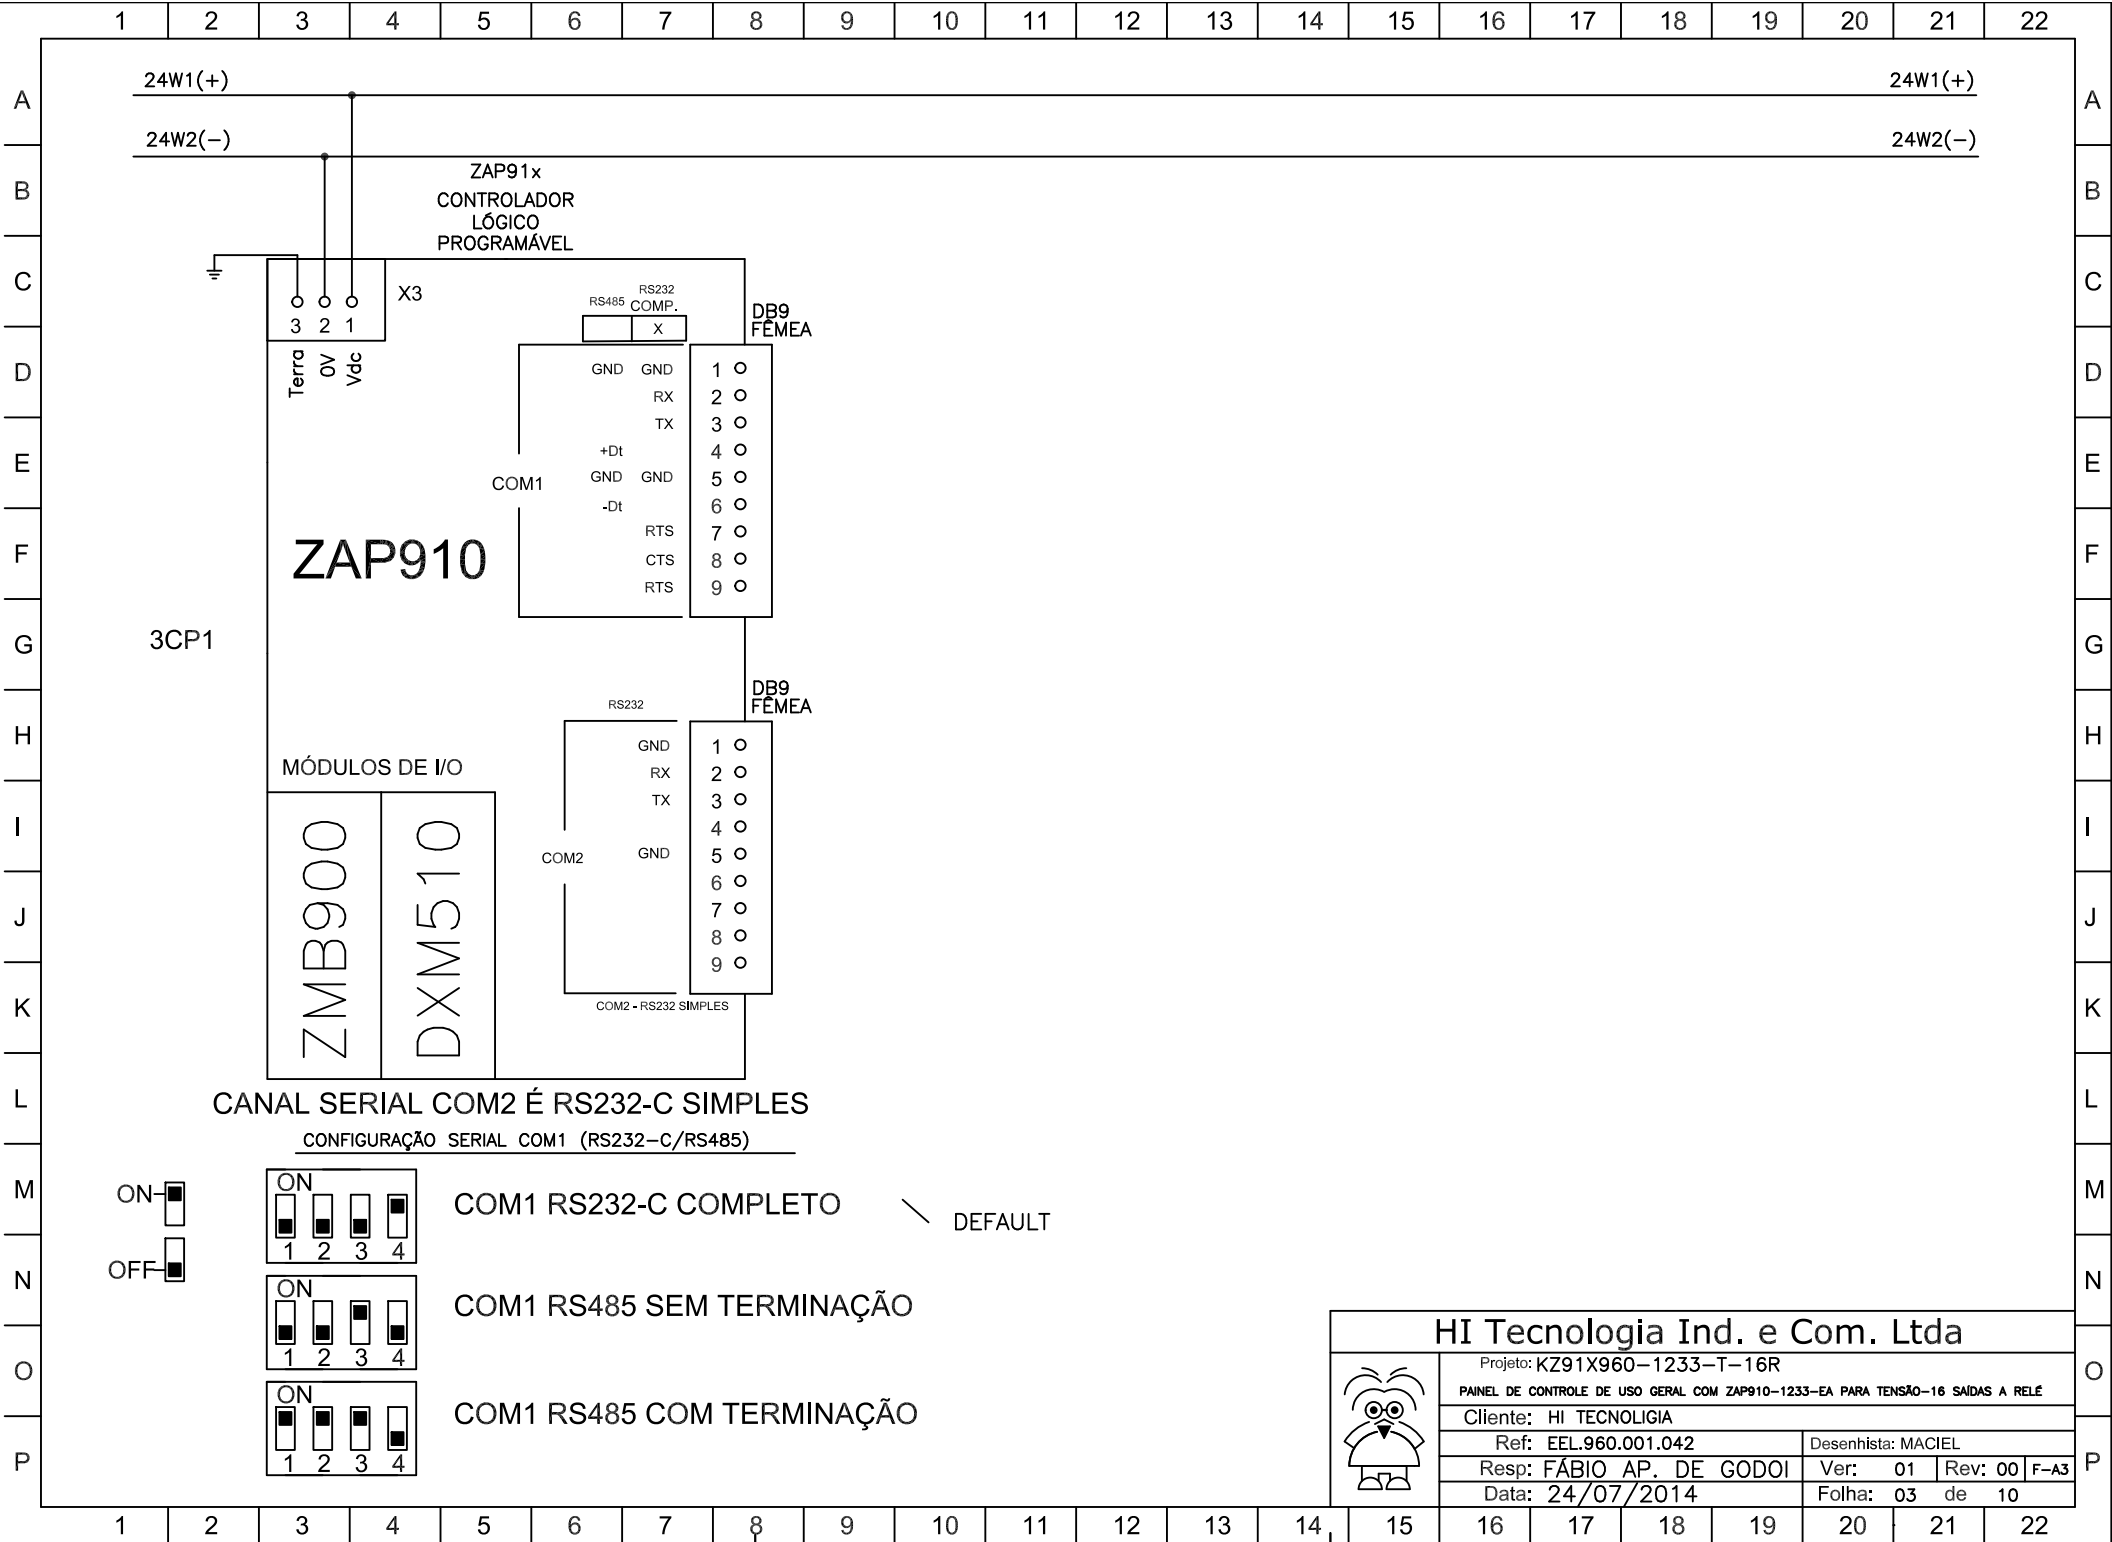 1 2 3 4 5 6 7 8 9 10 11 12 13 14 15 16 17 18 19 20 21 22
A
B
C
D
E
F
G
H
I
J
K
L
M
N
O
P
24W1(+) 24W1(+)
24W2(-) 24W2(-)
ZAP91x
CONTROLADOR
LÓGICO
PROGRAMÁVEL
X3
3 2 1
Terra
0V
Vdc
RS485
RS232
COMP.
X
DB9
FÊMEA
GND GND 1
RX 2
TX 3
+Dt 4
GND GND 5
-Dt 6
RTS 7
CTS 8
RTS 9
COM1
ZAP910
3CP1
RS232
DB9
FÊMEA
GND 1
RX 2
TX 3
4
GND 5
6
7
8
9
COM2
COM2 - RS232 SIMPLES
MÓDULOS DE I/O
ZMB900
DXM510
CANAL SERIAL COM2 É RS232-C SIMPLES
CONFIGURAÇÃO SERIAL COM1 (RS232-C/RS485)
ON
OFF
ON
1 2 3 4
COM1 RS232-C COMPLETO
DEFAULT
ON
1 2 3 4
COM1 RS485 SEM TERMINAÇÃO
ON
1 2 3 4
COM1 RS485 COM TERMINAÇÃO
HI Tecnologia Ind. e Com. Ltda
Projeto: KZ91X960-1233-T-16R
PAINEL DE CONTROLE DE USO GERAL COM ZAP910-1233-EA PARA TENSÃO-16 SAÍDAS A RELÉ
Cliente: HI TECNOLIGIA
Ref: EEL.960.001.042 Desenhista: MACIEL
Resp: FÁBIO AP. DE GODOI Ver: 01 Rev: 00 F-A3
Data: 24/07/2014 Folha: 03 de 10
A
B
C
D
E
F
G
H
I
J
K
L
M
N
O
P
1 2 3 4 5 6 7 8 9 10 11 12 13 14 15 16 17 18 19 20 21 22